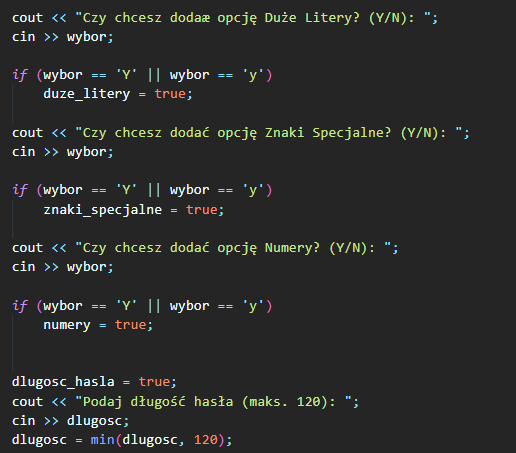 cout << "Czy chcesz dodaæ opcję Duże Litery? (Y/N): ";
cin >> wybor;
if (wybor == 'Y' || wybor == 'y')
duze_litery = true;
cout << "Czy chcesz dodać opcję Znaki Specjalne? (Y/N): ";
cin >> wybor;
if (wybor == 'Y' || wybor == 'y')
znaki_specjalne = true;
cout << "Czy chcesz dodać opcję Numery? (Y/N): ";
cin >> wybor;
if (wybor == 'Y' || wybor == 'y')
numery = true;
dlugosc_hasla = true;
cout << "Podaj długość hasła (maks. 120): ";
cin >> dlugosc;
dlugosc = min(dlugosc, 120);